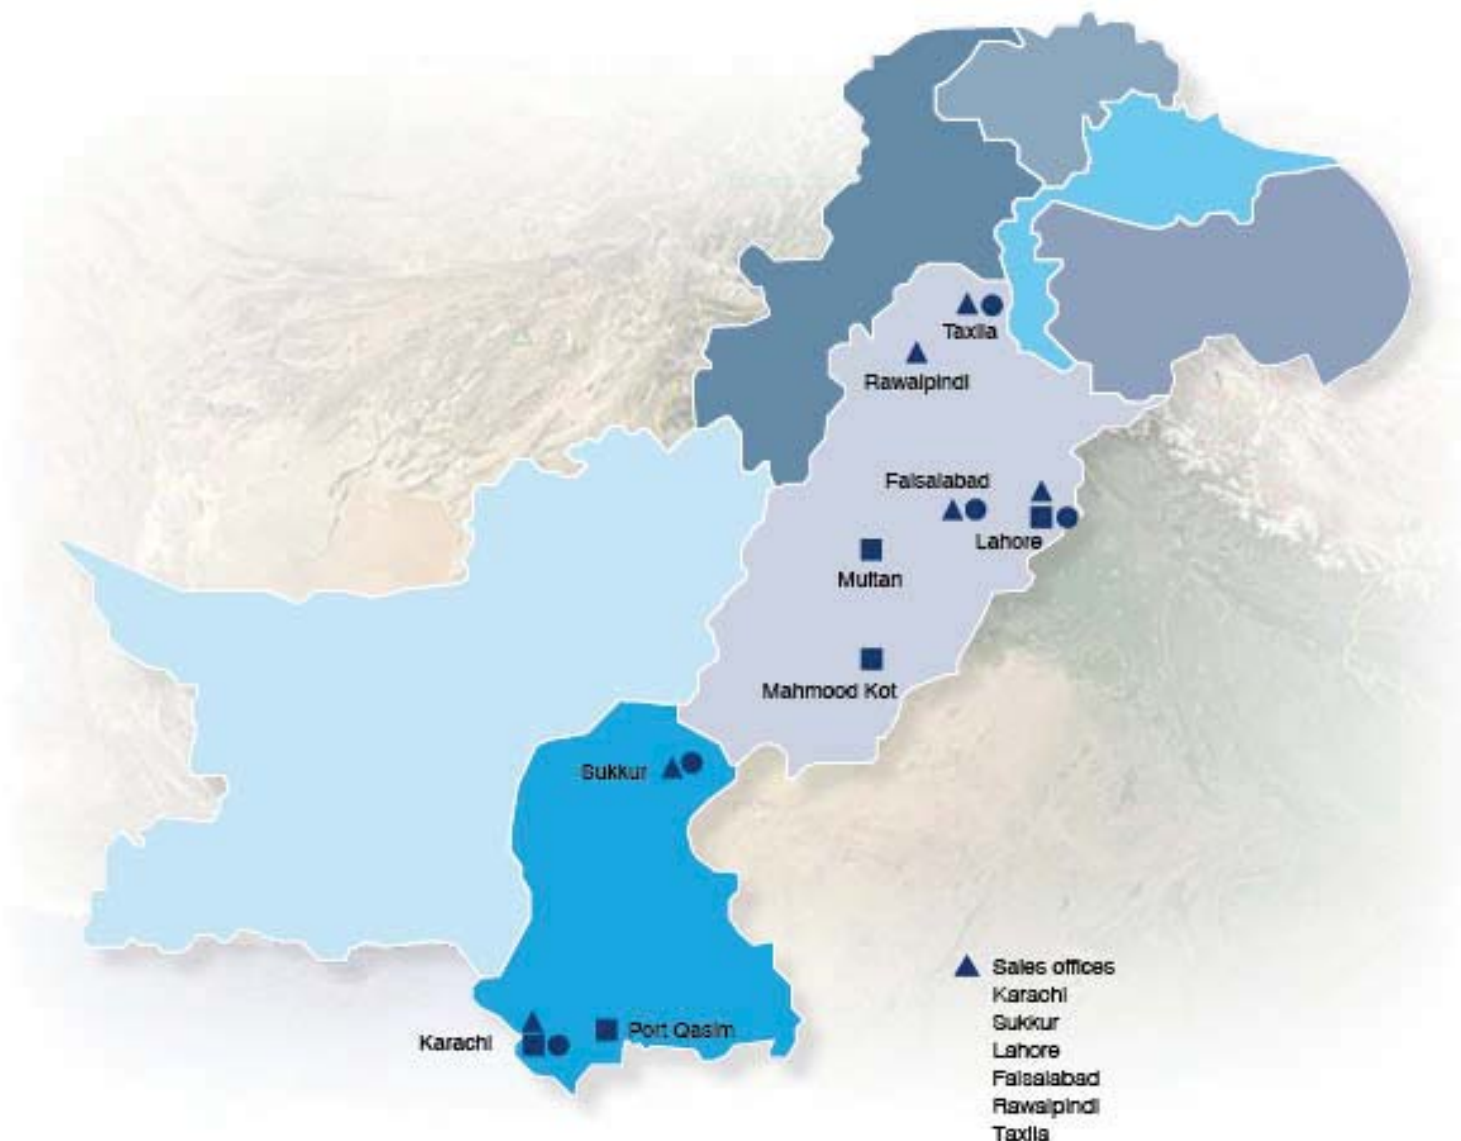 Taxila
Rawalpindi
Faisalabad
Lahore
Multan
Mahmood Kot
Sukkur
Karachi
Port Qasim
Sales offices
Karachi
Sukkur
Lahore
Faisalabad
Rawalpindi
Taxila